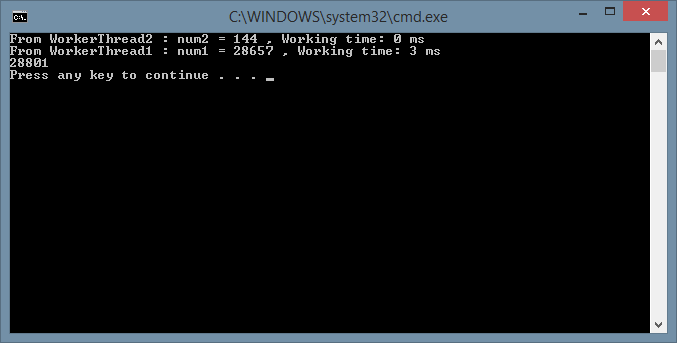 C:\WINDOWS\system32\cmd.exe
From WorkerThread2 : num2 = 144 , Working time: 0 ms
From WorkerThread1 : num1 = 28657 , Working time: 3 ms
28801
Press any key to continue . . . _